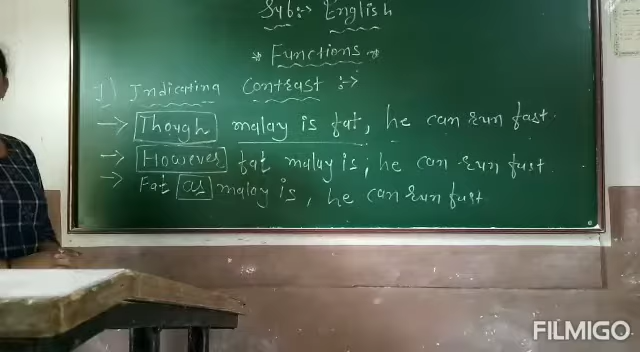 Sub:- English
* Functions *
1) Indicating Contrast :->
-> Though malay is fat, he can run fast.
-> However fat malay is, he can run fast.
-> Fat as malay is, he can run fast
FILMIGO